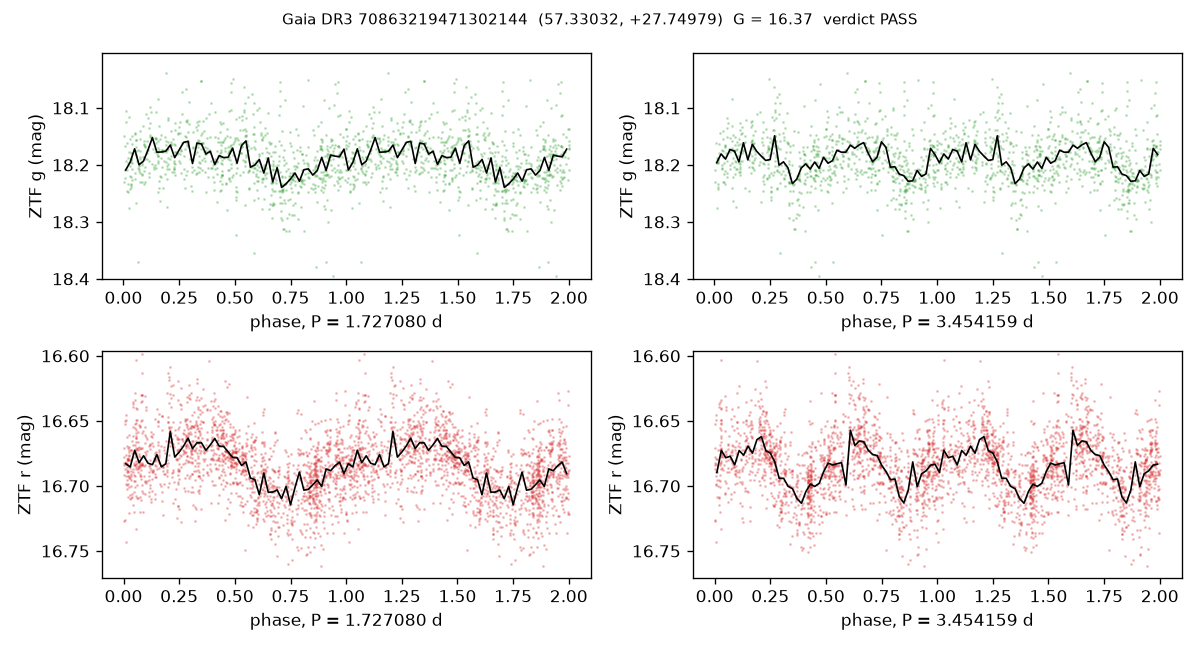 Gaia DR3 70863219471302144  (57.33032, +27.74979)  G = 16.37  verdict PASS
ZTF g (mag)
18.1
18.2
18.3
18.4
0.00 0.25 0.50 0.75 1.00 1.25 1.50 1.75 2.00
phase, P = 1.727080 d
ZTF g (mag)
18.1
18.2
18.3
18.4
0.00 0.25 0.50 0.75 1.00 1.25 1.50 1.75 2.00
phase, P = 3.454159 d
ZTF r (mag)
16.60
16.65
16.70
16.75
0.00 0.25 0.50 0.75 1.00 1.25 1.50 1.75 2.00
phase, P = 1.727080 d
ZTF r (mag)
16.60
16.65
16.70
16.75
0.00 0.25 0.50 0.75 1.00 1.25 1.50 1.75 2.00
phase, P = 3.454159 d